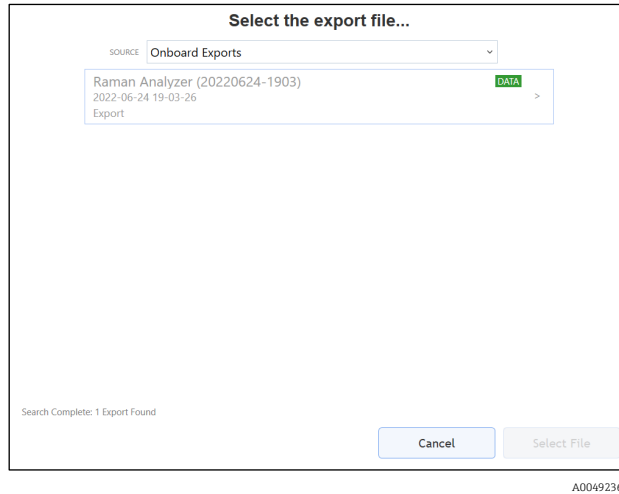 Select the export file...
SOURCE Onboard Exports
Raman Analyzer (20220624-1903) DATA
2022-06-24 19-03-26 >
Export
Search Complete: 1 Export Found
Cancel Select File
A0049236